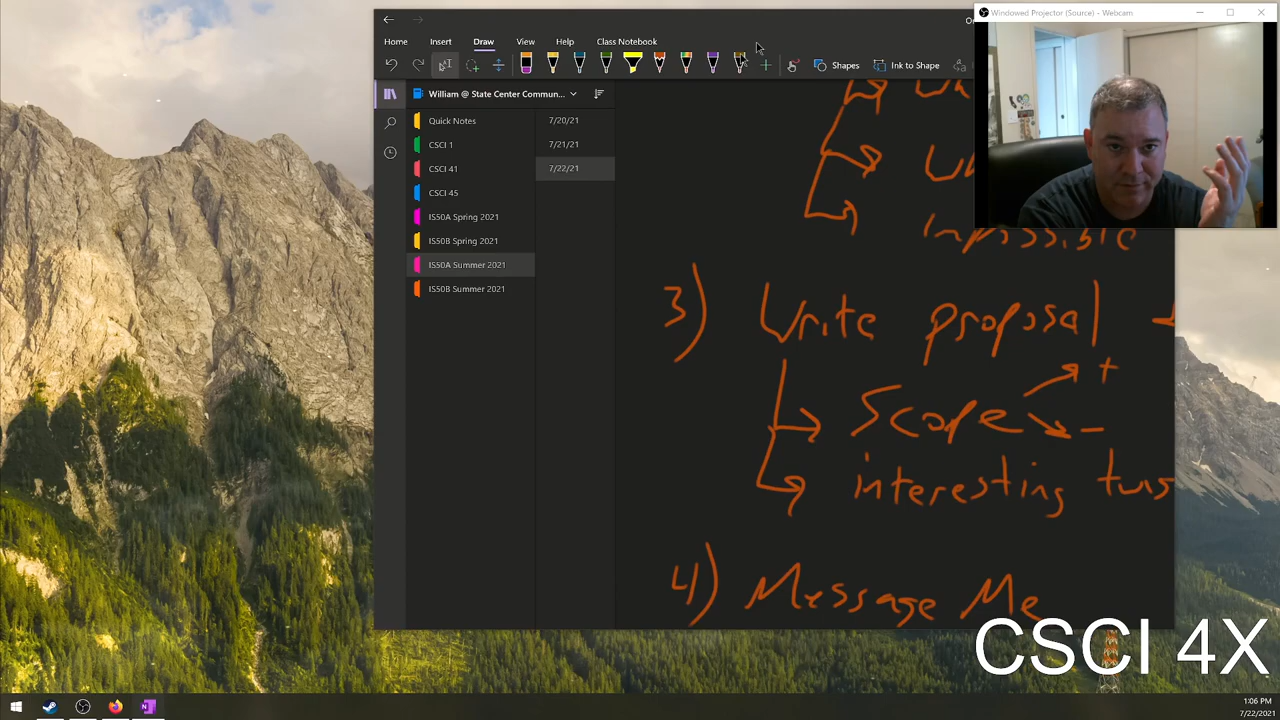 Windowed Projector (Source) - Webcam
Home Insert Draw View Help Class Notebook
Shapes Ink to Shape
William @ State Center Commun...
Quick Notes
CSCI 1
CSCI 41
CSCI 45
IS50A Spring 2021
IS50B Spring 2021
IS50A Summer 2021
IS50B Summer 2021
7/20/21
7/21/21
7/22/21
Impossible
3) Write proposal
Scope + -
interesting twis
4) Message Me
CSCI 4X
1:06 PM
7/22/2021